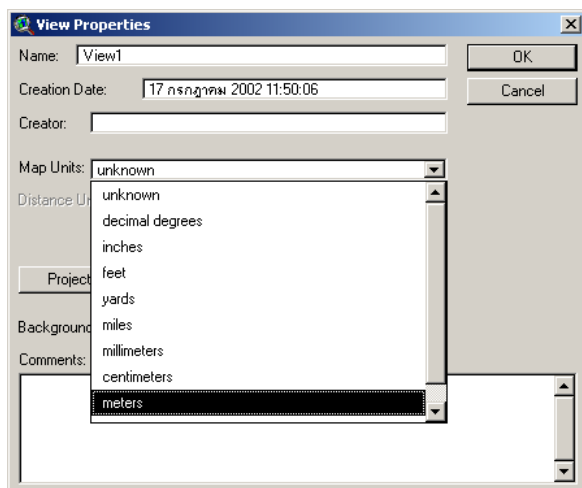 View Properties
Name: View1
OK
Creation Date: 17 กรกฎาคม 2002 11:50:06
Cancel
Creator:
Map Units: unknown
Distance Un
unknown
decimal degrees
inches
feet
Project
yards
Background
miles
millimeters
Comments:
centimeters
meters